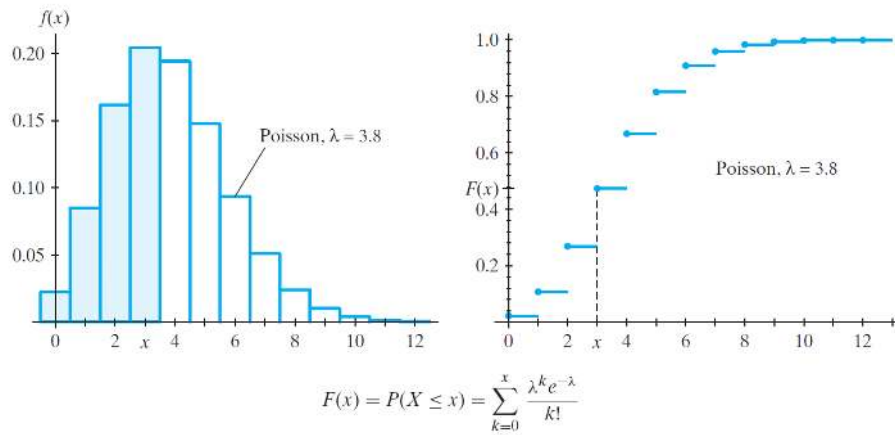 f(x)
0.20
0.15
0.10
0.05
Poisson, λ = 3.8
0 2 x 4 6 8 10 12
1.0
0.8
0.6
F(x)
0.4
0.2
Poisson, λ = 3.8
0 2 x 4 6 8 10 12
F(x) = P(X ≤ x) = \sum_{k=0}^{x} \frac{λ^k e^{-λ}}{k!}